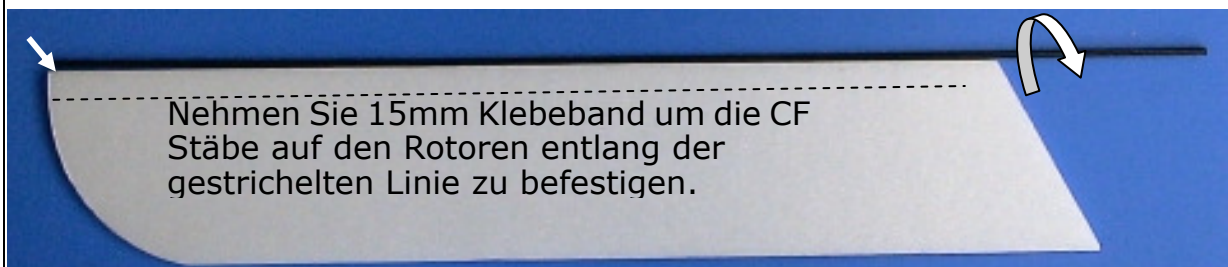 Nehmen Sie 15mm Klebeband um die CF
Stäbe auf den Rotoren entlang der
gestrichelten Linie zu befestigen.